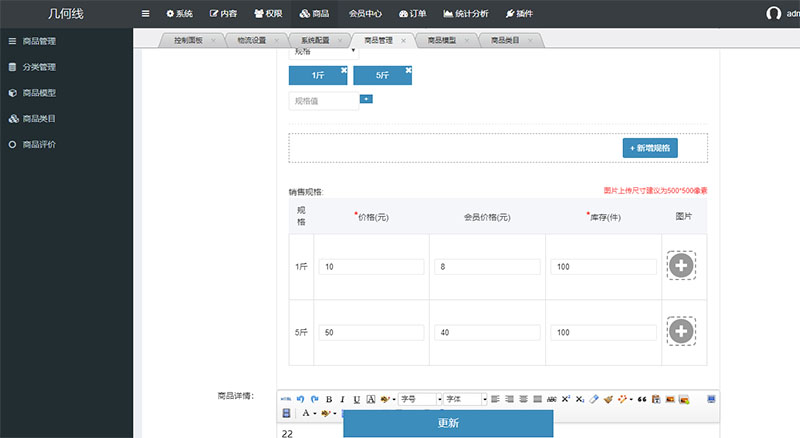 几何线 系统 内容 权限 商品 会员中心 订单 统计分析 插件 adm
商品管理
分类管理
商品模型
商品类目
商品评价
控制面板 × 物流设置 × 系统配置 × 商品管理 × 商品模型 × 商品类目 ×
规格
1斤 × 5斤 ×
规格值 +
+ 新增规格
销售规格: 图片上传尺寸建议为500*500像素
规格 *价格(元) 会员价格(元) *库存(件) 图片
1斤 10 8 100
5斤 50 40 100
商品详情: HTML B I U A 字号 字体 ABC X² X₂
A
更新
22